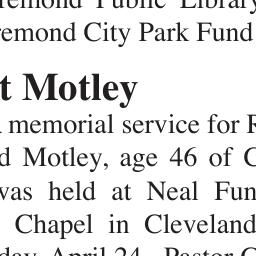 remond Public Library
remond City Park Fund
t Motley
memorial service for R
d Motley, age 46 of C
was held at Neal Fun
Chapel in Cleveland
day, April 24. Pastor C